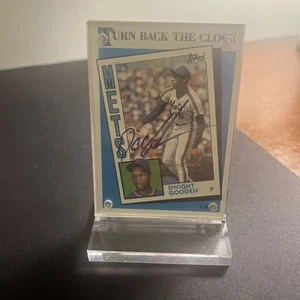 TURN BACK THE CLOCK
Topps
METS
DWIGHT
GOODEN
P